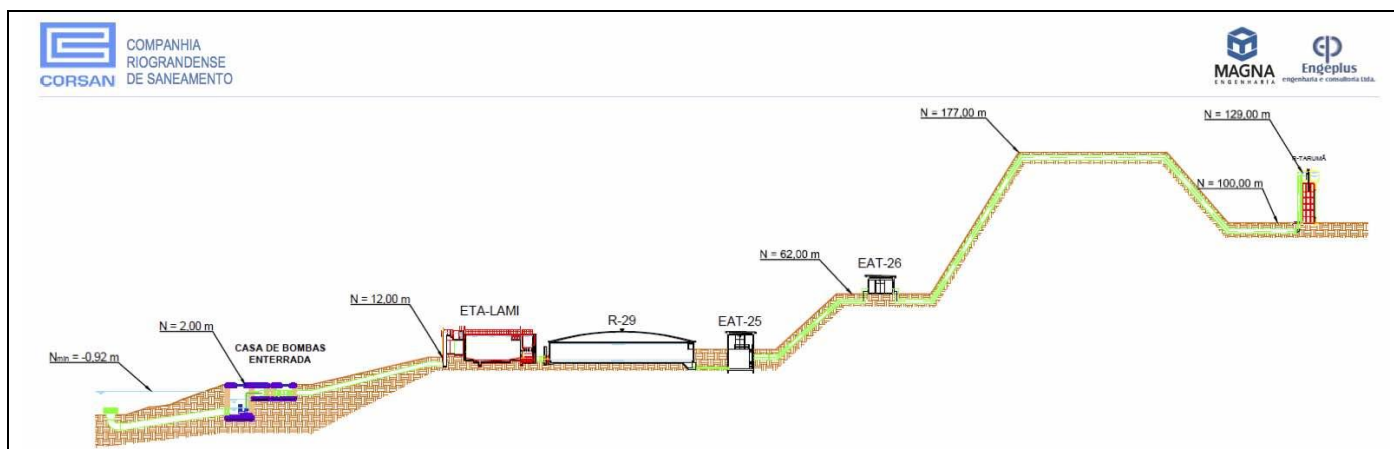 CORSAN
COMPANHIA
RIOGRANDENSE
DE SANEAMENTO
MAGNA
ENGENHARIA
Engeplus
engenharia e consultoria Ltda.
N = 177,00 m
N = 129,00 m
R-TARUMÃ
N = 100,00 m
N = 62,00 m
EAT-26
N = 12,00 m
ETA-LAMI
R-29
EAT-25
N = 2,00 m
CASA DE BOMBAS
ENTERRADA
Nmin = -0,92 m